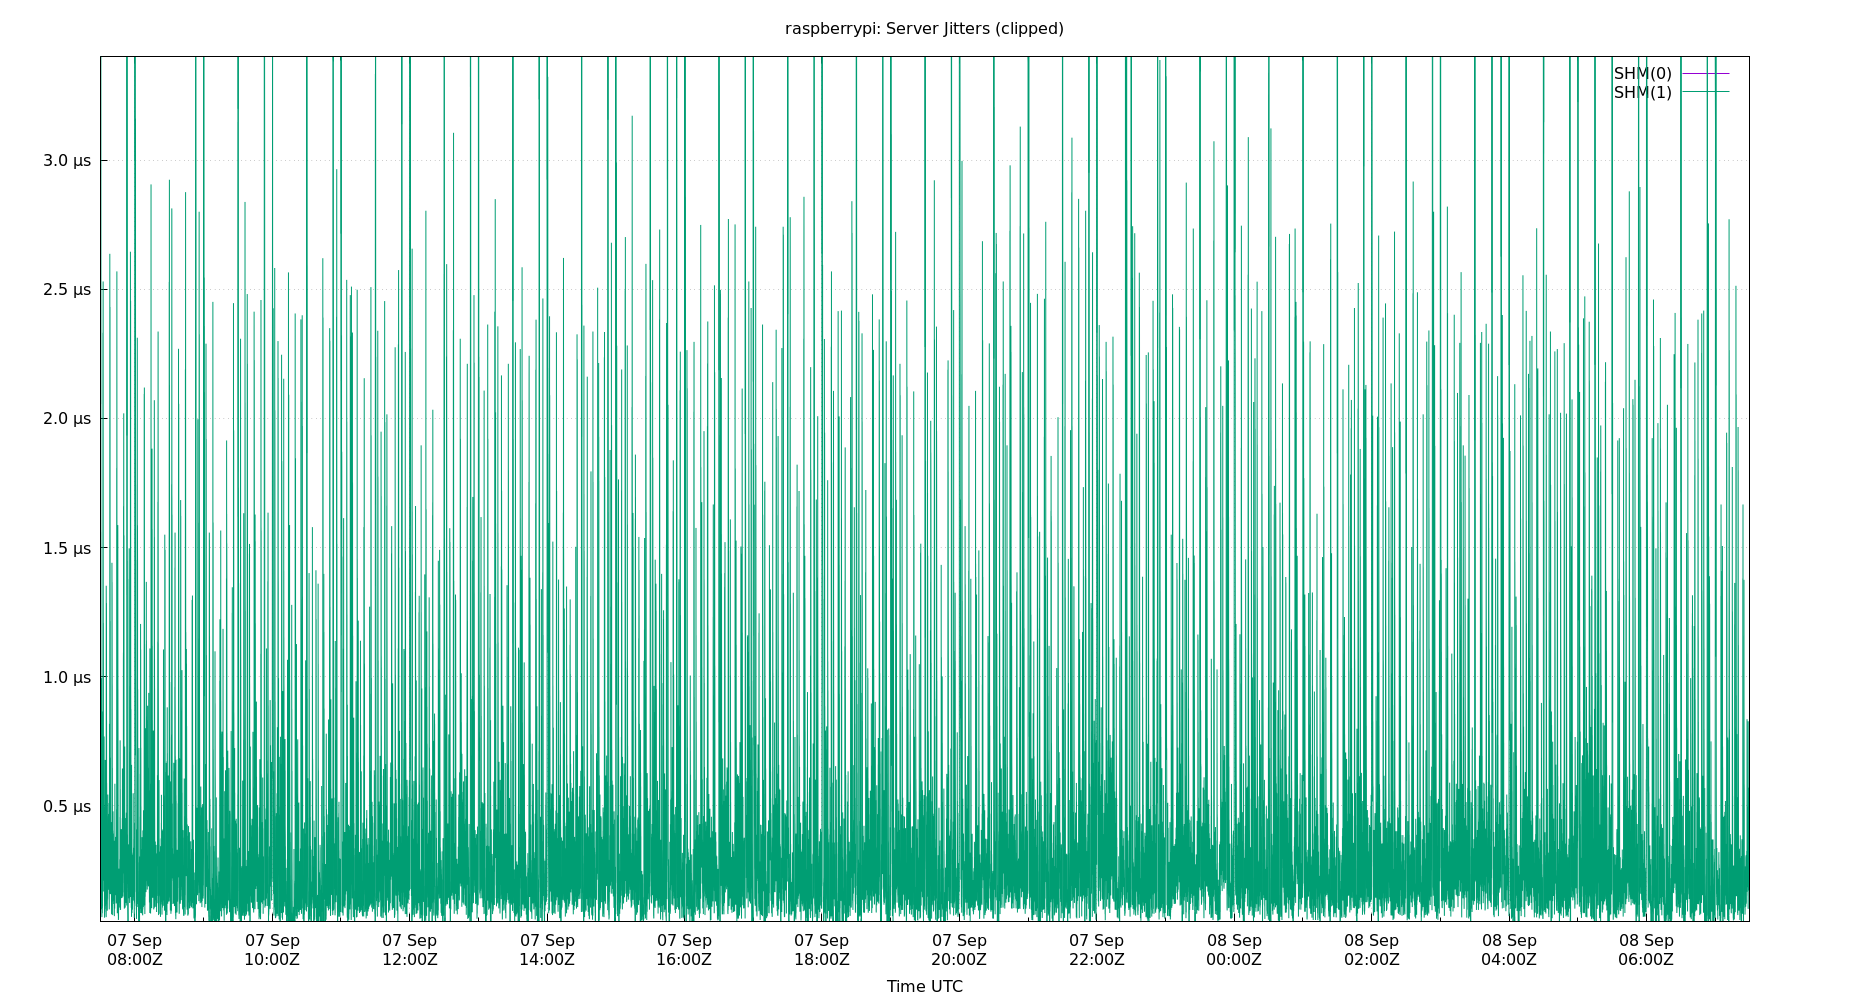 raspberrypi: Server Jitters (clipped)
SHM(0)
SHM(1)
3.0 µs
2.5 µs
2.0 µs
1.5 µs
1.0 µs
0.5 µs
07 Sep 07 Sep 07 Sep 07 Sep 07 Sep 07 Sep 07 Sep 07 Sep 08 Sep 08 Sep 08 Sep 08 Sep
08:00Z 10:00Z 12:00Z 14:00Z 16:00Z 18:00Z 20:00Z 22:00Z 00:00Z 02:00Z 04:00Z 06:00Z
Time UTC